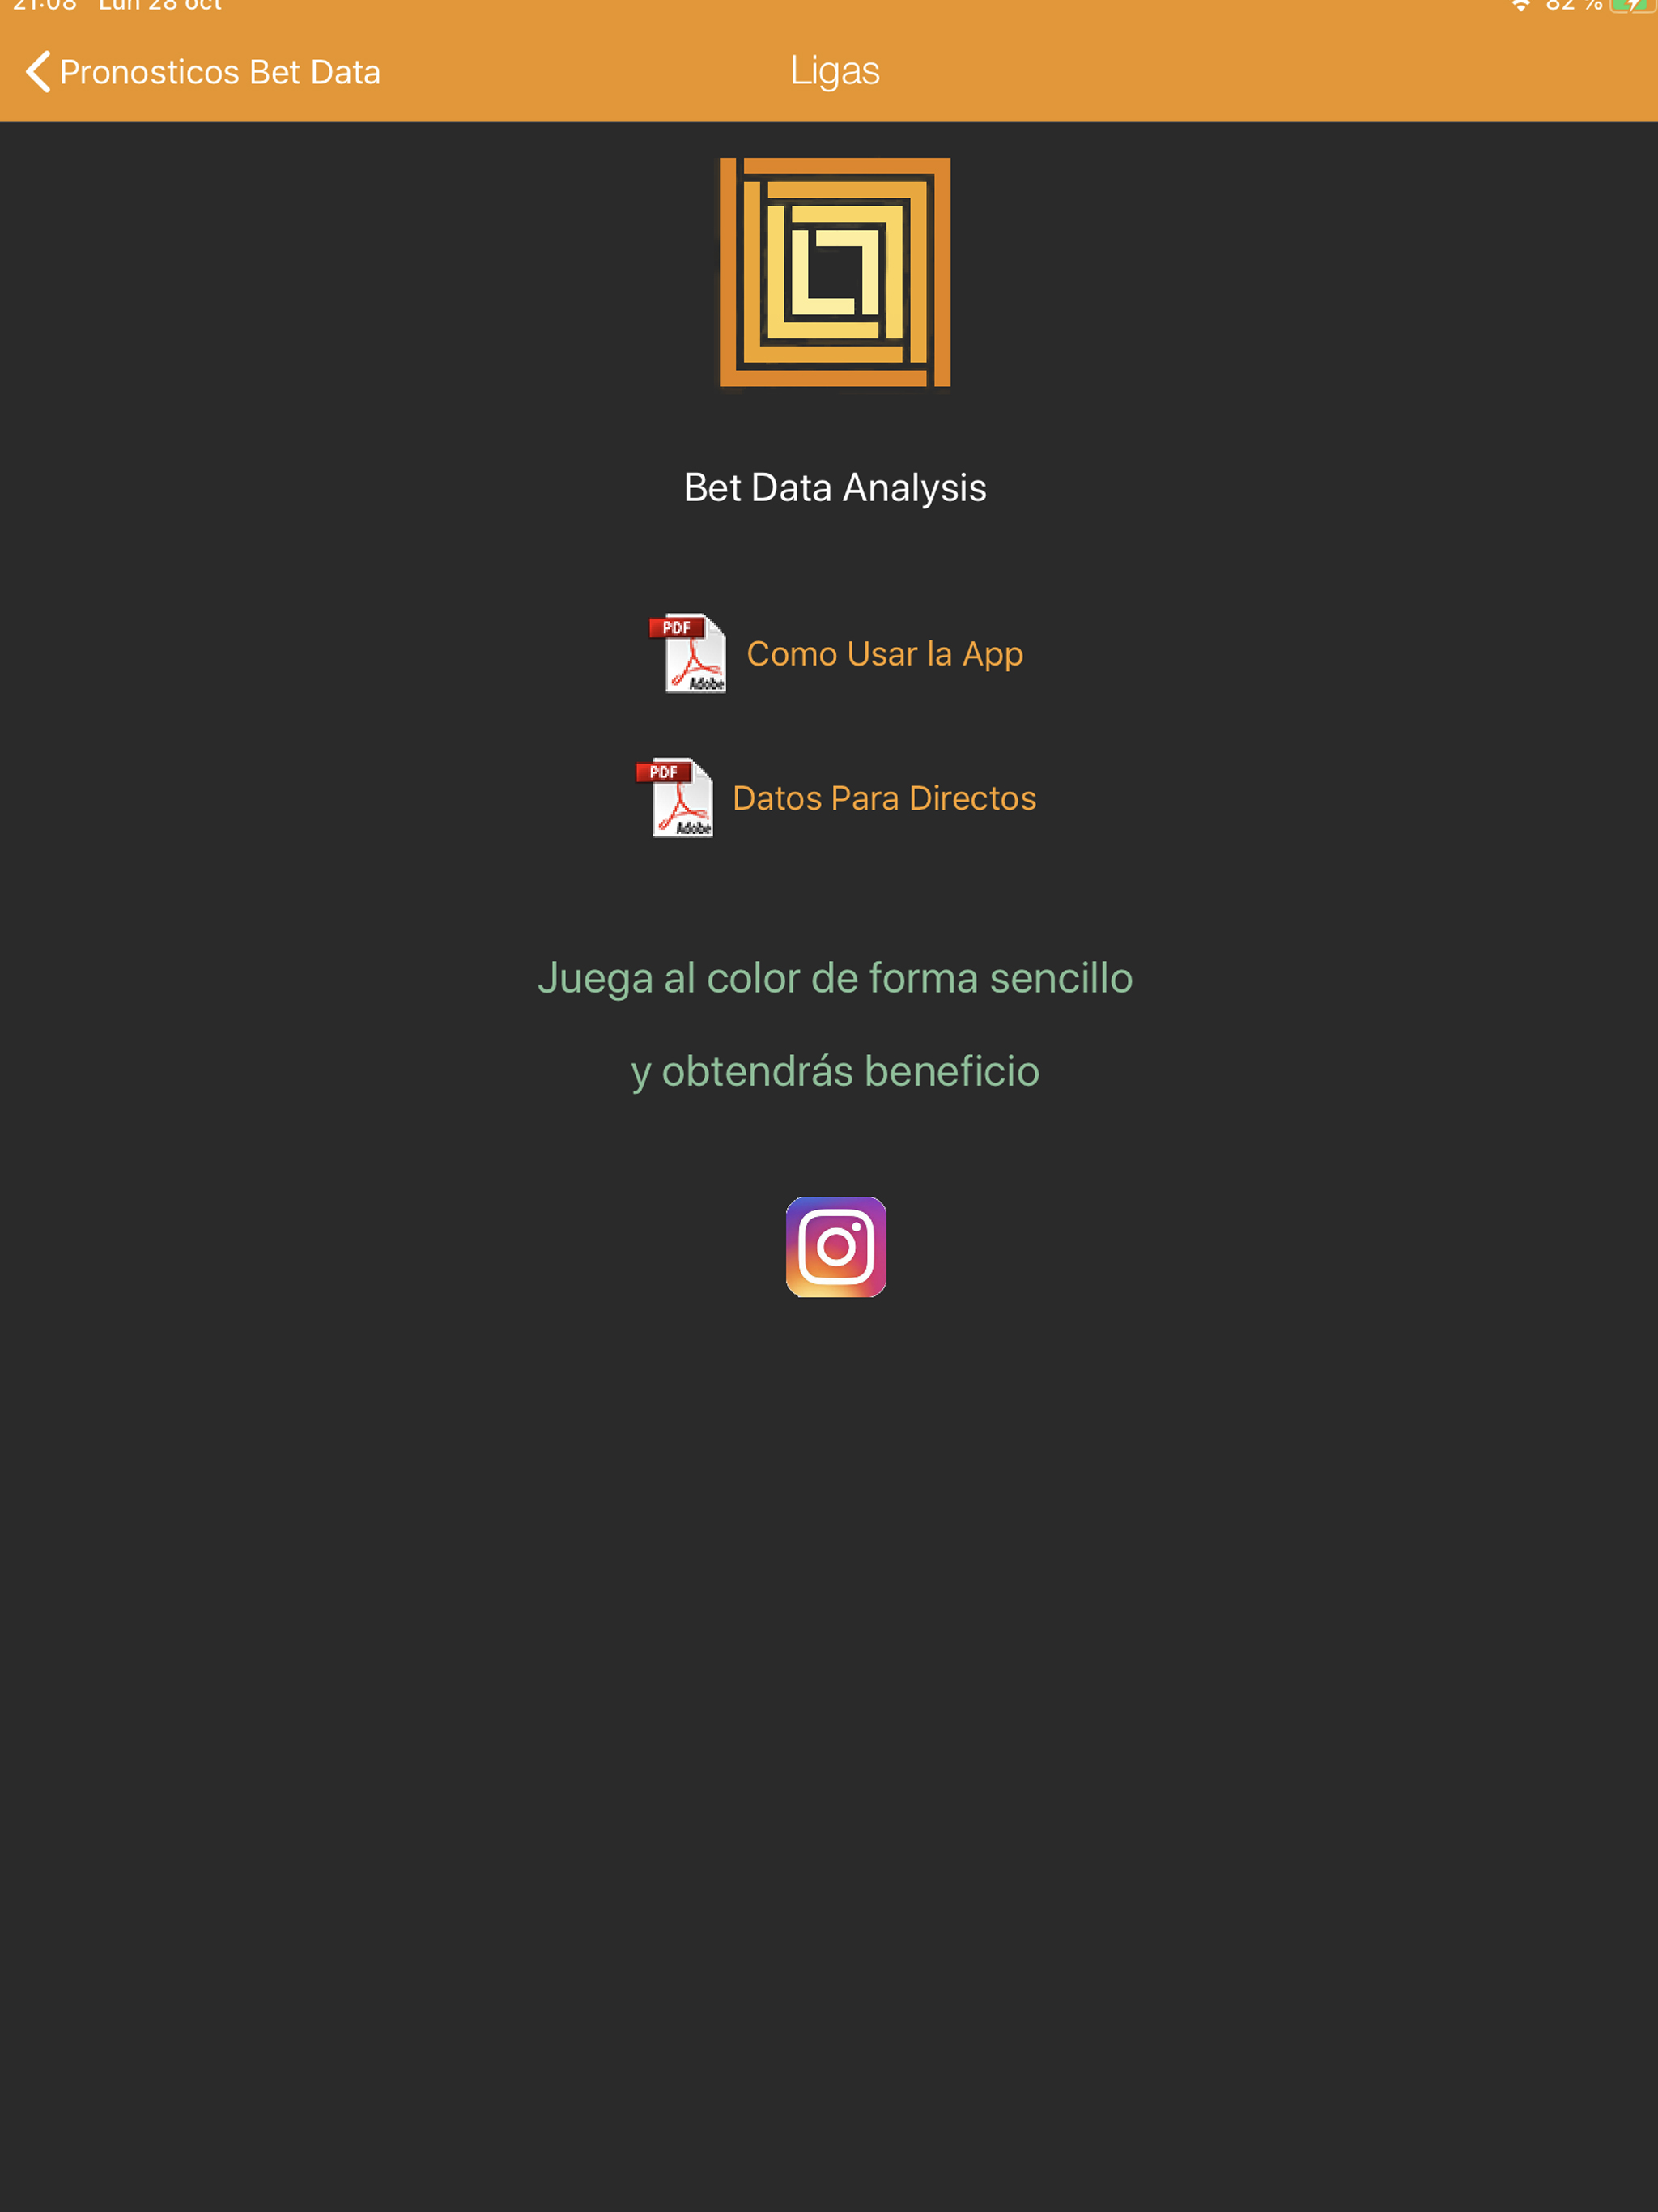 21:08 Lun 28 oct 82 %
Pronosticos Bet Data
Ligas
Bet Data Analysis
PDF
Adobe
Como Usar la App
PDF
Adobe
Datos Para Directos
Juega al color de forma sencillo
y obtendrás beneficio